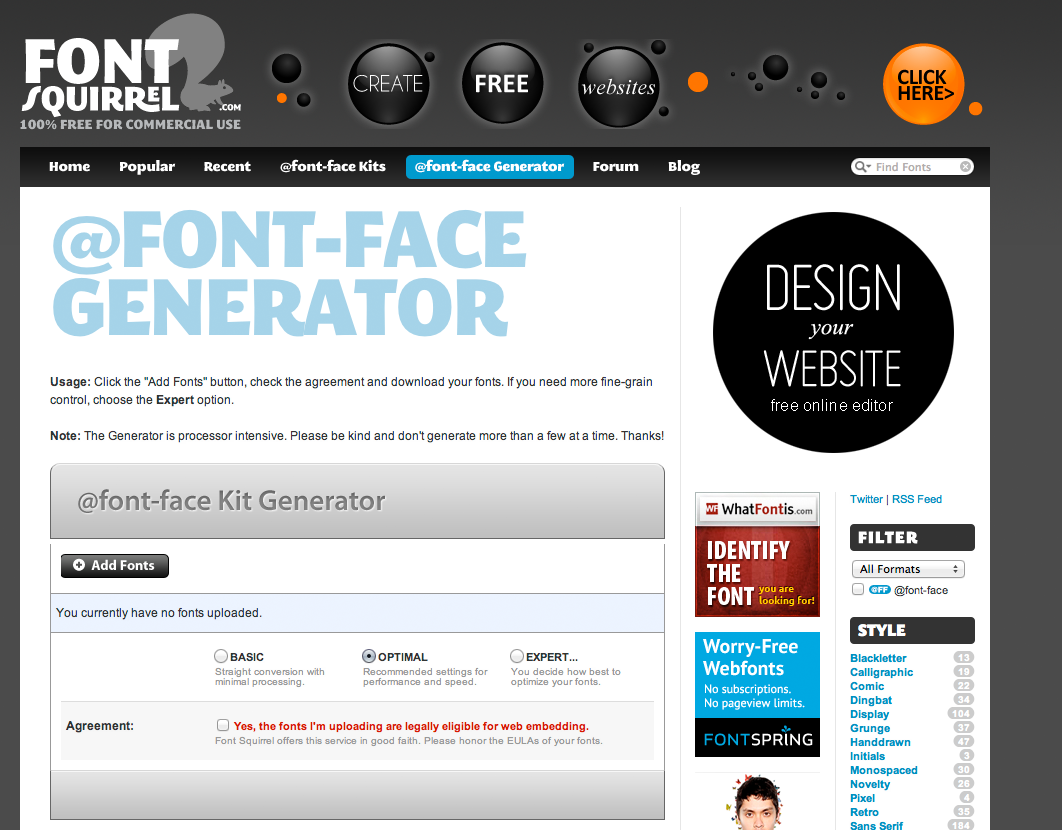 FONT
SQUIRREL.COM
100% FREE FOR COMMERCIAL USE
CREATE
FREE
websites
CLICK
HERE>
Home Popular Recent @font-face Kits @font-face Generator Forum Blog
Find Fonts
@FONT-FACE
GENERATOR
Usage: Click the "Add Fonts" button, check the agreement and download your fonts. If you need more fine-grain
control, choose the Expert option.
Note: The Generator is processor intensive. Please be kind and don't generate more than a few at a time. Thanks!
@font-face Kit Generator
Add Fonts
You currently have no fonts uploaded.
BASIC
Straight conversion with
minimal processing.
OPTIMAL
Recommended settings for
performance and speed.
EXPERT...
You decide how best to
optimize your fonts.
Agreement:
Yes, the fonts I'm uploading are legally eligible for web embedding.
Font Squirrel offers this service in good faith. Please honor the EULAs of your fonts.
DESIGN
your
WEBSITE
free online editor
WF WhatFontis.com
IDENTIFY
THE
FONT
you are
looking for!
Worry-Free
Webfonts
No subscriptions.
No pageview limits.
FONTSPRING
Twitter | RSS Feed
FILTER
All Formats
@FF @font-face
STYLE
Blackletter 13
Calligraphic 19
Comic 22
Dingbat 34
Display 104
Grunge 37
Handdrawn 47
Initials 3
Monospaced 30
Novelty 26
Pixel 4
Retro 35
Sans Serif 184